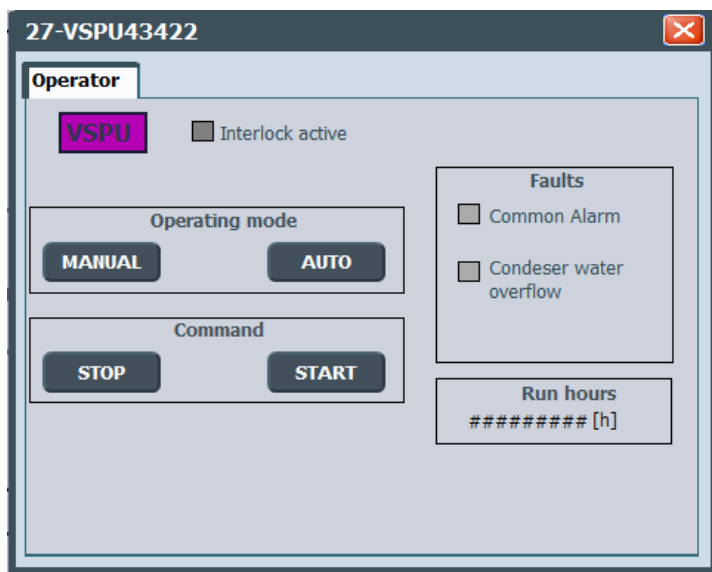 27-VSPU43422
Operator
VSPU
Interlock active
Operating mode
MANUAL
AUTO
Command
STOP
START
Faults
Common Alarm
Condeser water
overflow
Run hours
######### [h]